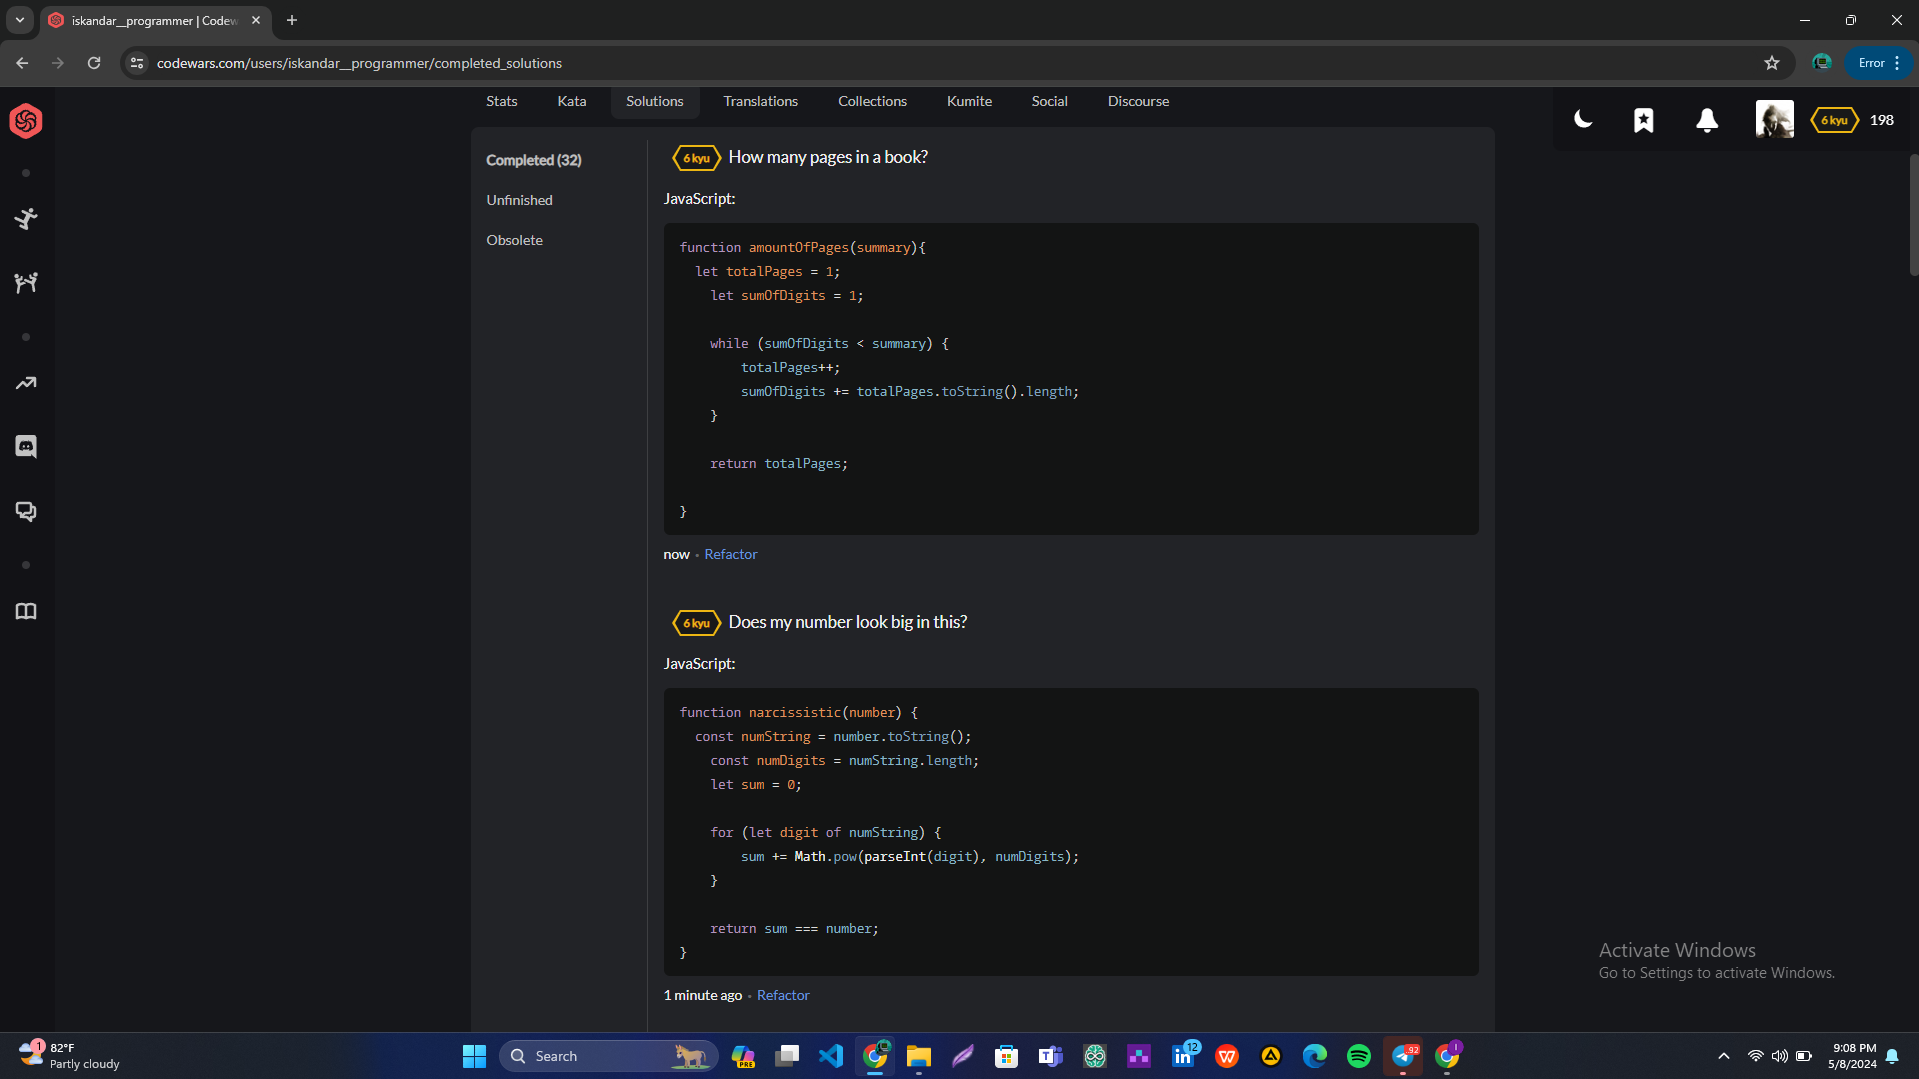 iskandar__programmer | Codew
codewars.com/users/iskandar__programmer/completed_solutions
Error
Stats
Kata
Solutions
Translations
Collections
Kumite
Social
Discourse
6 kyu
198
Completed (32)
Unfinished
Obsolete
6 kyu How many pages in a book?
JavaScript:
function amountOfPages(summary){
  let totalPages = 1;
    let sumOfDigits = 1;
    while (sumOfDigits < summary) {
        totalPages++;
        sumOfDigits += totalPages.toString().length;
    }
    return totalPages;
}
now • Refactor
6 kyu Does my number look big in this?
JavaScript:
function narcissistic(number) {
  const numString = number.toString();
    const numDigits = numString.length;
    let sum = 0;
    for (let digit of numString) {
        sum += Math.pow(parseInt(digit), numDigits);
    }
    return sum === number;
}
1 minute ago • Refactor
Activate Windows
Go to Settings to activate Windows.
1
82°F
Partly cloudy
Search
PRE
12
92
9:08 PM
5/8/2024